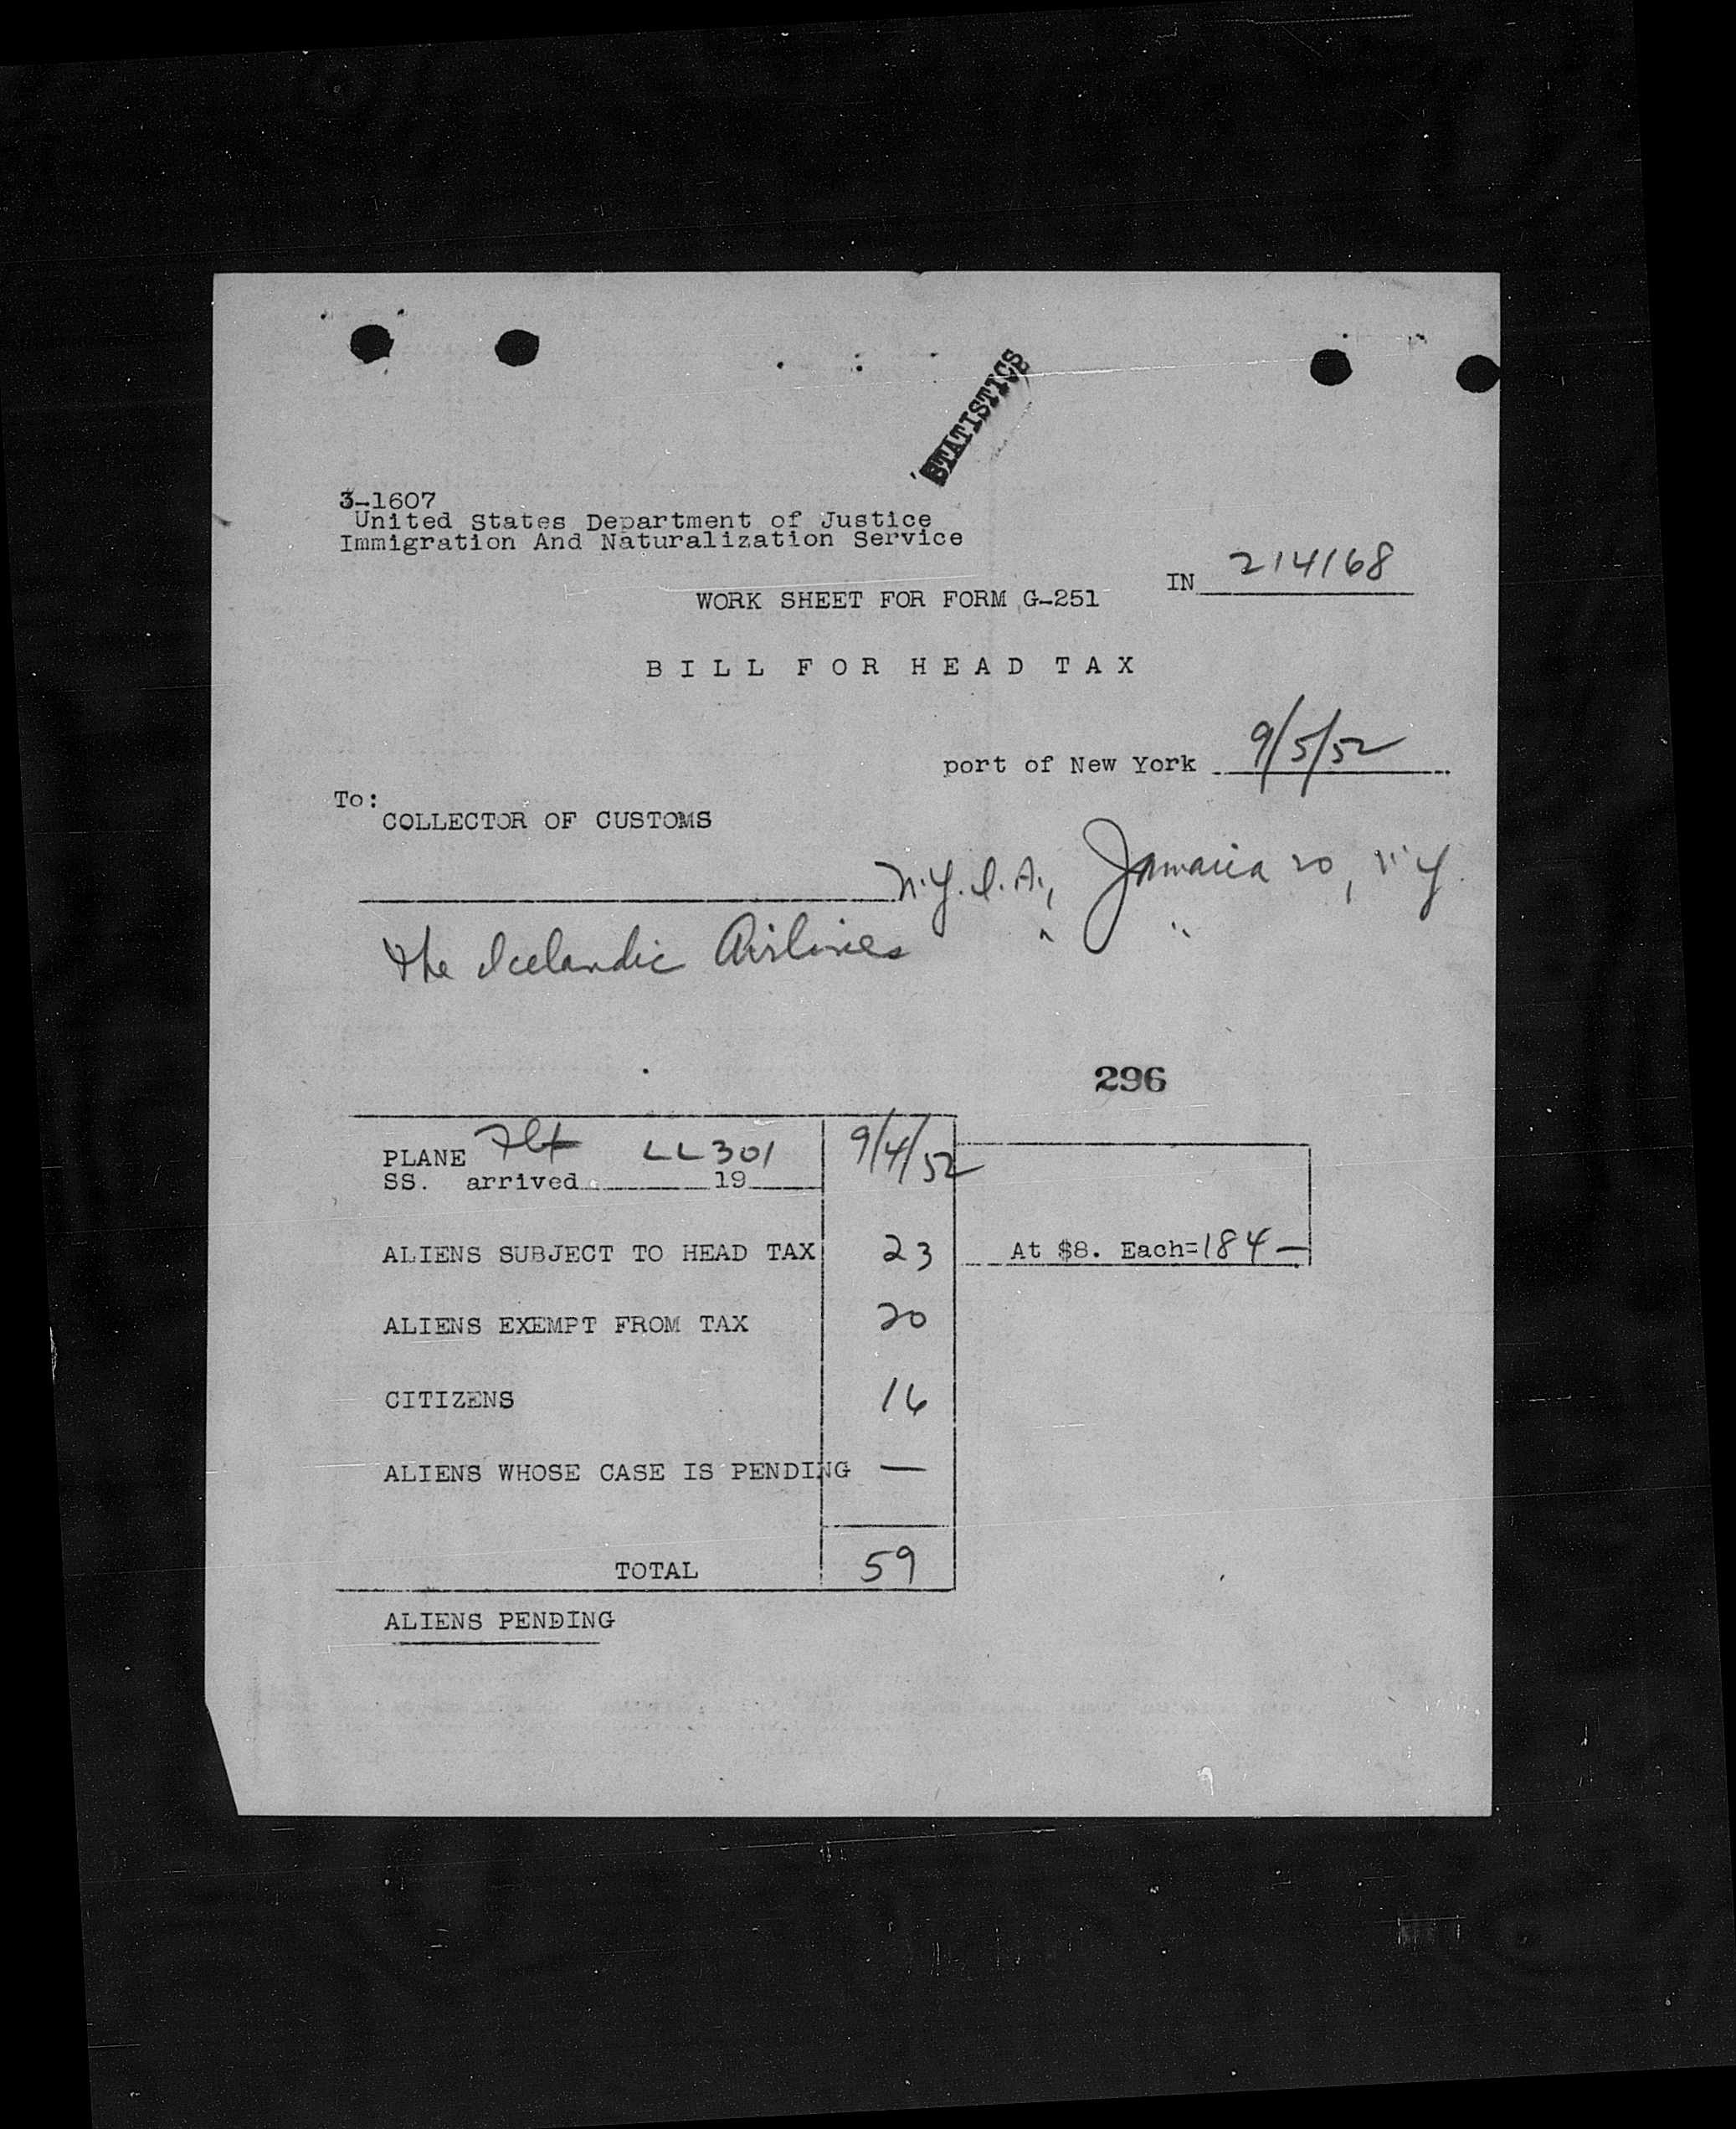 STATISTICS
3-1607
United States Department of Justice
Immigration And Naturalization Service
IN 214168
WORK SHEET FOR FORM G-251
BILL FOR HEAD TAX
port of New York 9/5/52
To:
COLLECTOR OF CUSTOMS
N.Y.I.A., Jamaica 20, N.Y.
The Icelandic Airlines " "
296
PLANE Flt LL301 9/4/52
SS. arrived 19
ALIENS SUBJECT TO HEAD TAX 23 At $8. Each=184—
ALIENS EXEMPT FROM TAX 20
CITIZENS 16
ALIENS WHOSE CASE IS PENDING —
TOTAL 59
ALIENS PENDING